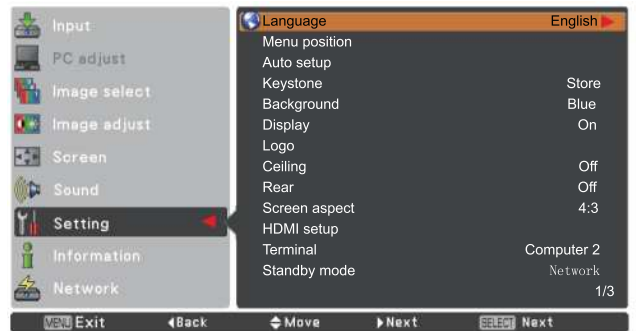 Input
PC adjust
Image select
Image adjust
Screen
Sound
Setting
Information
Network
Language English
Menu position
Auto setup
Keystone Store
Background Blue
Display On
Logo
Ceiling Off
Rear Off
Screen aspect 4:3
HDMI setup
Terminal Computer 2
Standby mode Network
1/3
MENU Exit Back Move Next SELECT Next